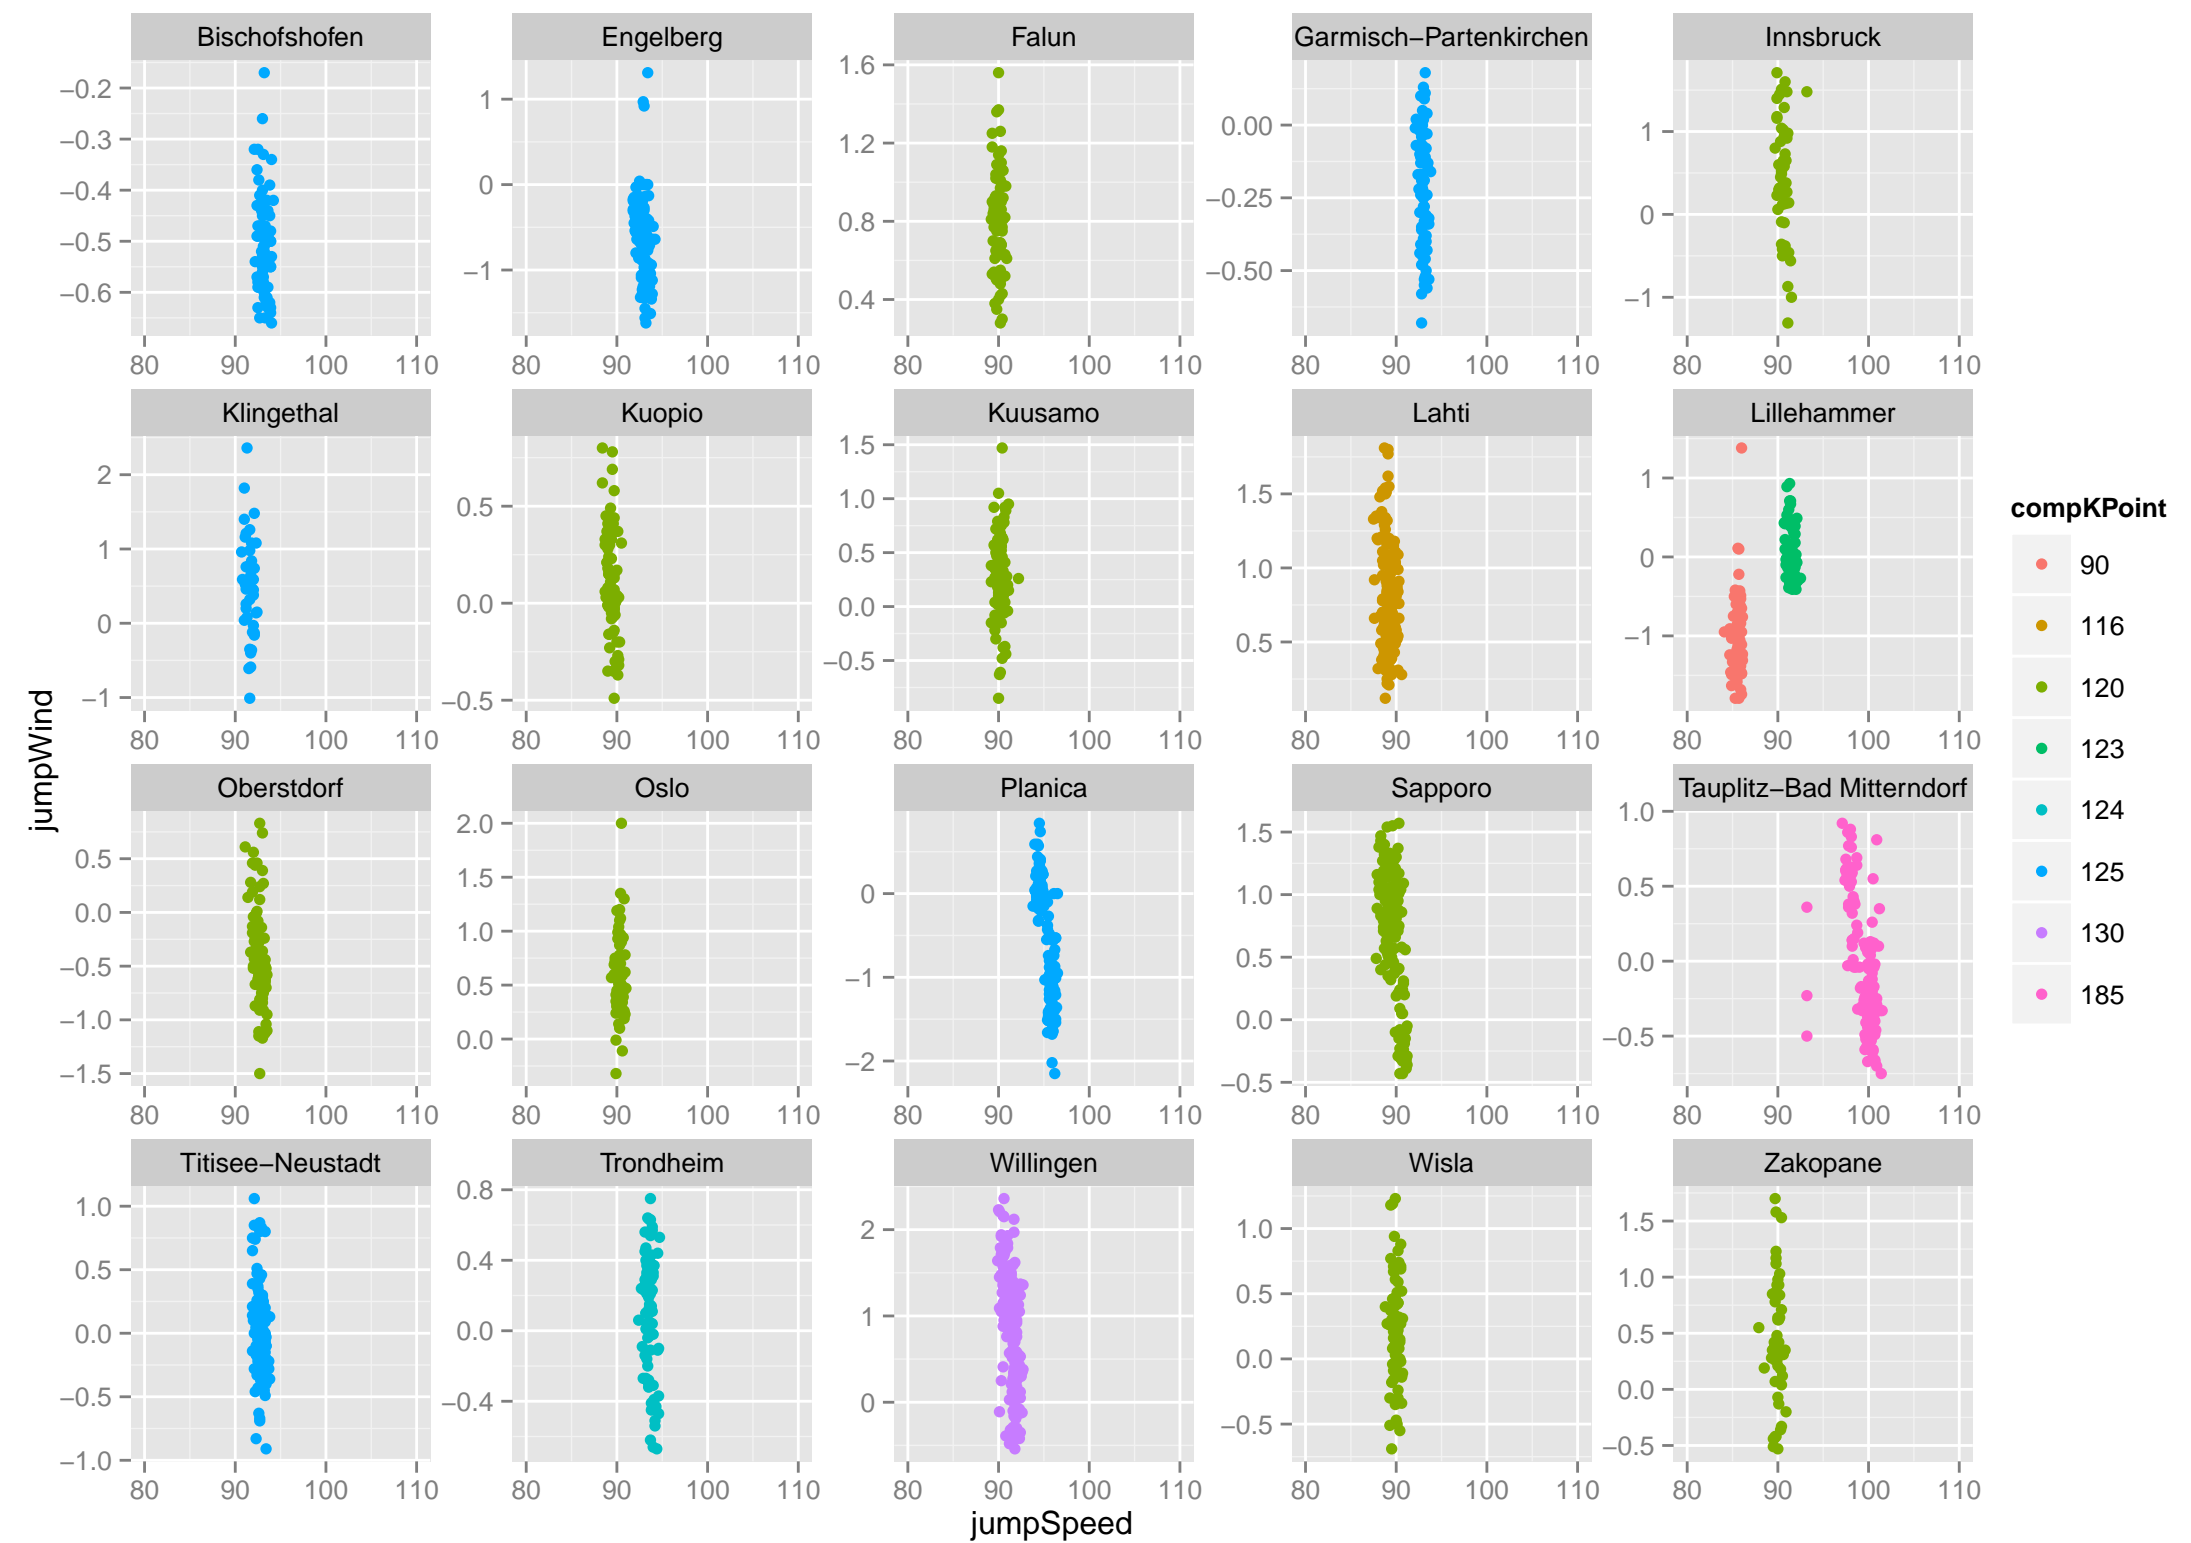 Bischofshofen Engelberg Falun Garmisch−Partenkirchen Innsbruck
−0.2 −0.3 −0.4 −0.5 −0.6
1 0 −1
1.6 1.2 0.8 0.4
0.00 −0.25 −0.50
1 0 −1
80 90 100 110 80 90 100 110 80 90 100 110 80 90 100 110 80 90 100 110
Klingethal Kuopio Kuusamo Lahti Lillehammer
2 1 0 −1
0.5 0.0 −0.5
1.5 1.0 0.5 0.0 −0.5
1.5 1.0 0.5
1 0 −1
80 90 100 110 80 90 100 110 80 90 100 110 80 90 100 110 80 90 100 110
Oberstdorf Oslo Planica Sapporo Tauplitz−Bad Mitterndorf
0.5 0.0 −0.5 −1.0 −1.5
2.0 1.5 1.0 0.5 0.0
0 −1 −2
1.5 1.0 0.5 0.0 −0.5
1.0 0.5 0.0 −0.5
80 90 100 110 80 90 100 110 80 90 100 110 80 90 100 110 80 90 100 110
Titisee−Neustadt Trondheim Willingen Wisla Zakopane
1.0 0.5 0.0 −0.5 −1.0
0.8 0.4 0.0 −0.4
2 1 0
1.0 0.5 0.0 −0.5
1.5 1.0 0.5 0.0 −0.5
80 90 100 110 80 90 100 110 80 90 100 110 80 90 100 110 80 90 100 110
jumpSpeed
jumpWind
compKPoint
90
116
120
123
124
125
130
185